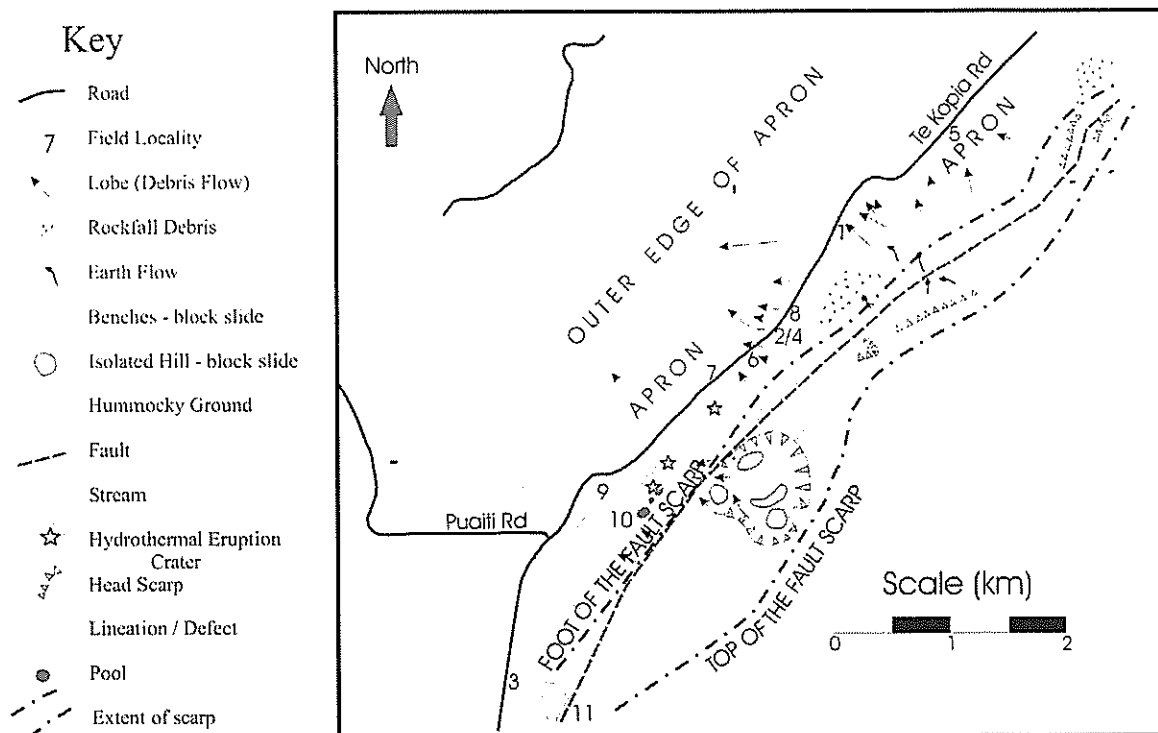 Key
Road
7 Field Locality
Lobe (Debris Flow)
Rockfall Debris
Earth Flow
Benches - block slide
Isolated Hill - block slide
Hummocky Ground
Fault
Stream
Hydrothermal Eruption
Crater
Head Scarp
Lineation / Defect
Pool
Extent of scarp
North
OUTER EDGE OF APRON
Te Kopia Rd
5
APRON
1
8
2/4
6
7
APRON
9
10
Puaiti Rd
FOOT OF THE FAULT SCARP
TOP OF THE FAULT SCARP
3
11
Scale (km)
0 1 2